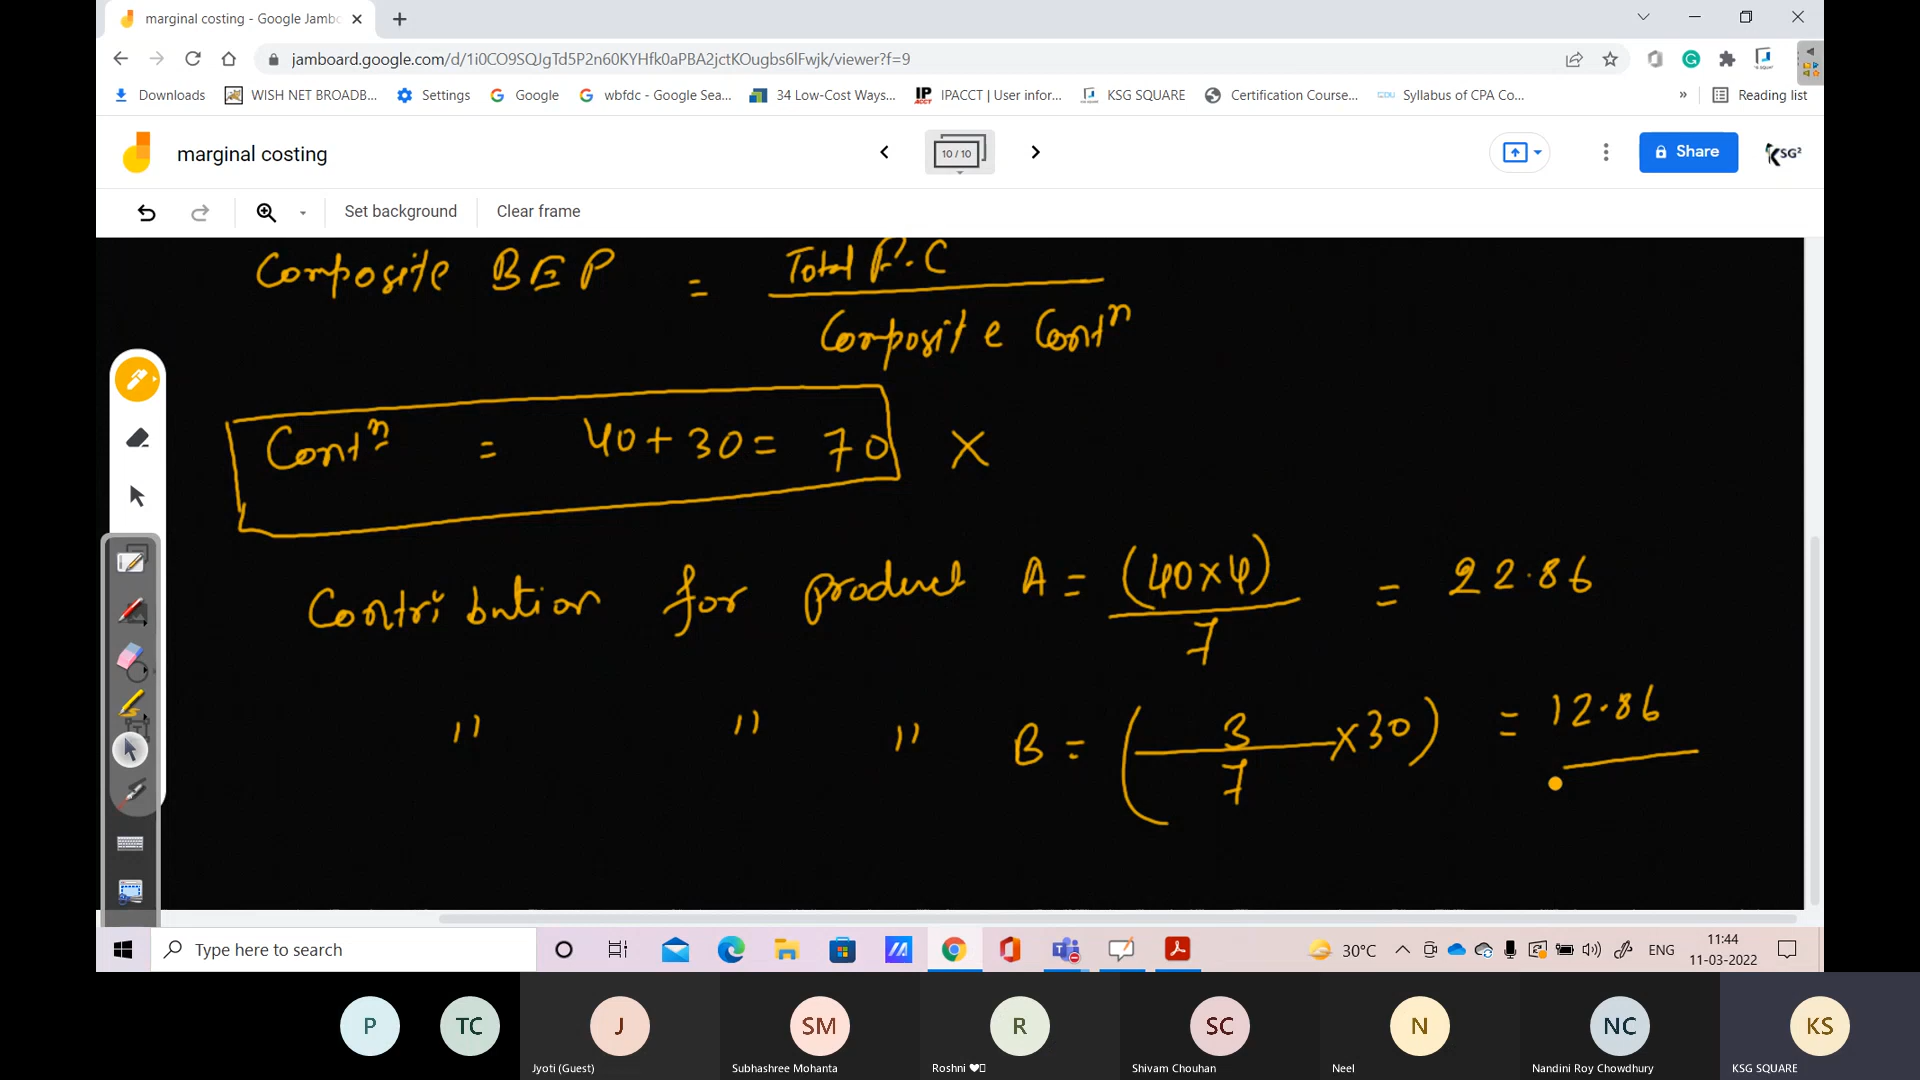 marginal costing - Google Jambo
jamboard.google.com/d/1i0CO9SQJgTd5P2n60KYHfk0aPBA2jctKOugbs6lFwjk/viewer?f=9
Downloads WISH NET BROADB... Settings Google wbfdc - Google Sea... 34 Low-Cost Ways... IPACCT | User infor... KSG SQUARE Certification Course... Syllabus of CPA Co... » Reading list
marginal costing 10 / 10 Share KSG²
Set background Clear frame
Composite BEP = Total F.C
Composite Contⁿ
Contⁿ = 40+30= 70 X
Contribution for product A = (40x4) = 22.86
7
" " " B = ( 3 x30) = 12.86
7
Type here to search 30°C ENG 11:44
11-03-2022
P TC J SM R SC N NC KS
Jyoti (Guest) Subhashree Mohanta Roshni ❤ Shivam Chouhan Neel Nandini Roy Chowdhury KSG SQUARE